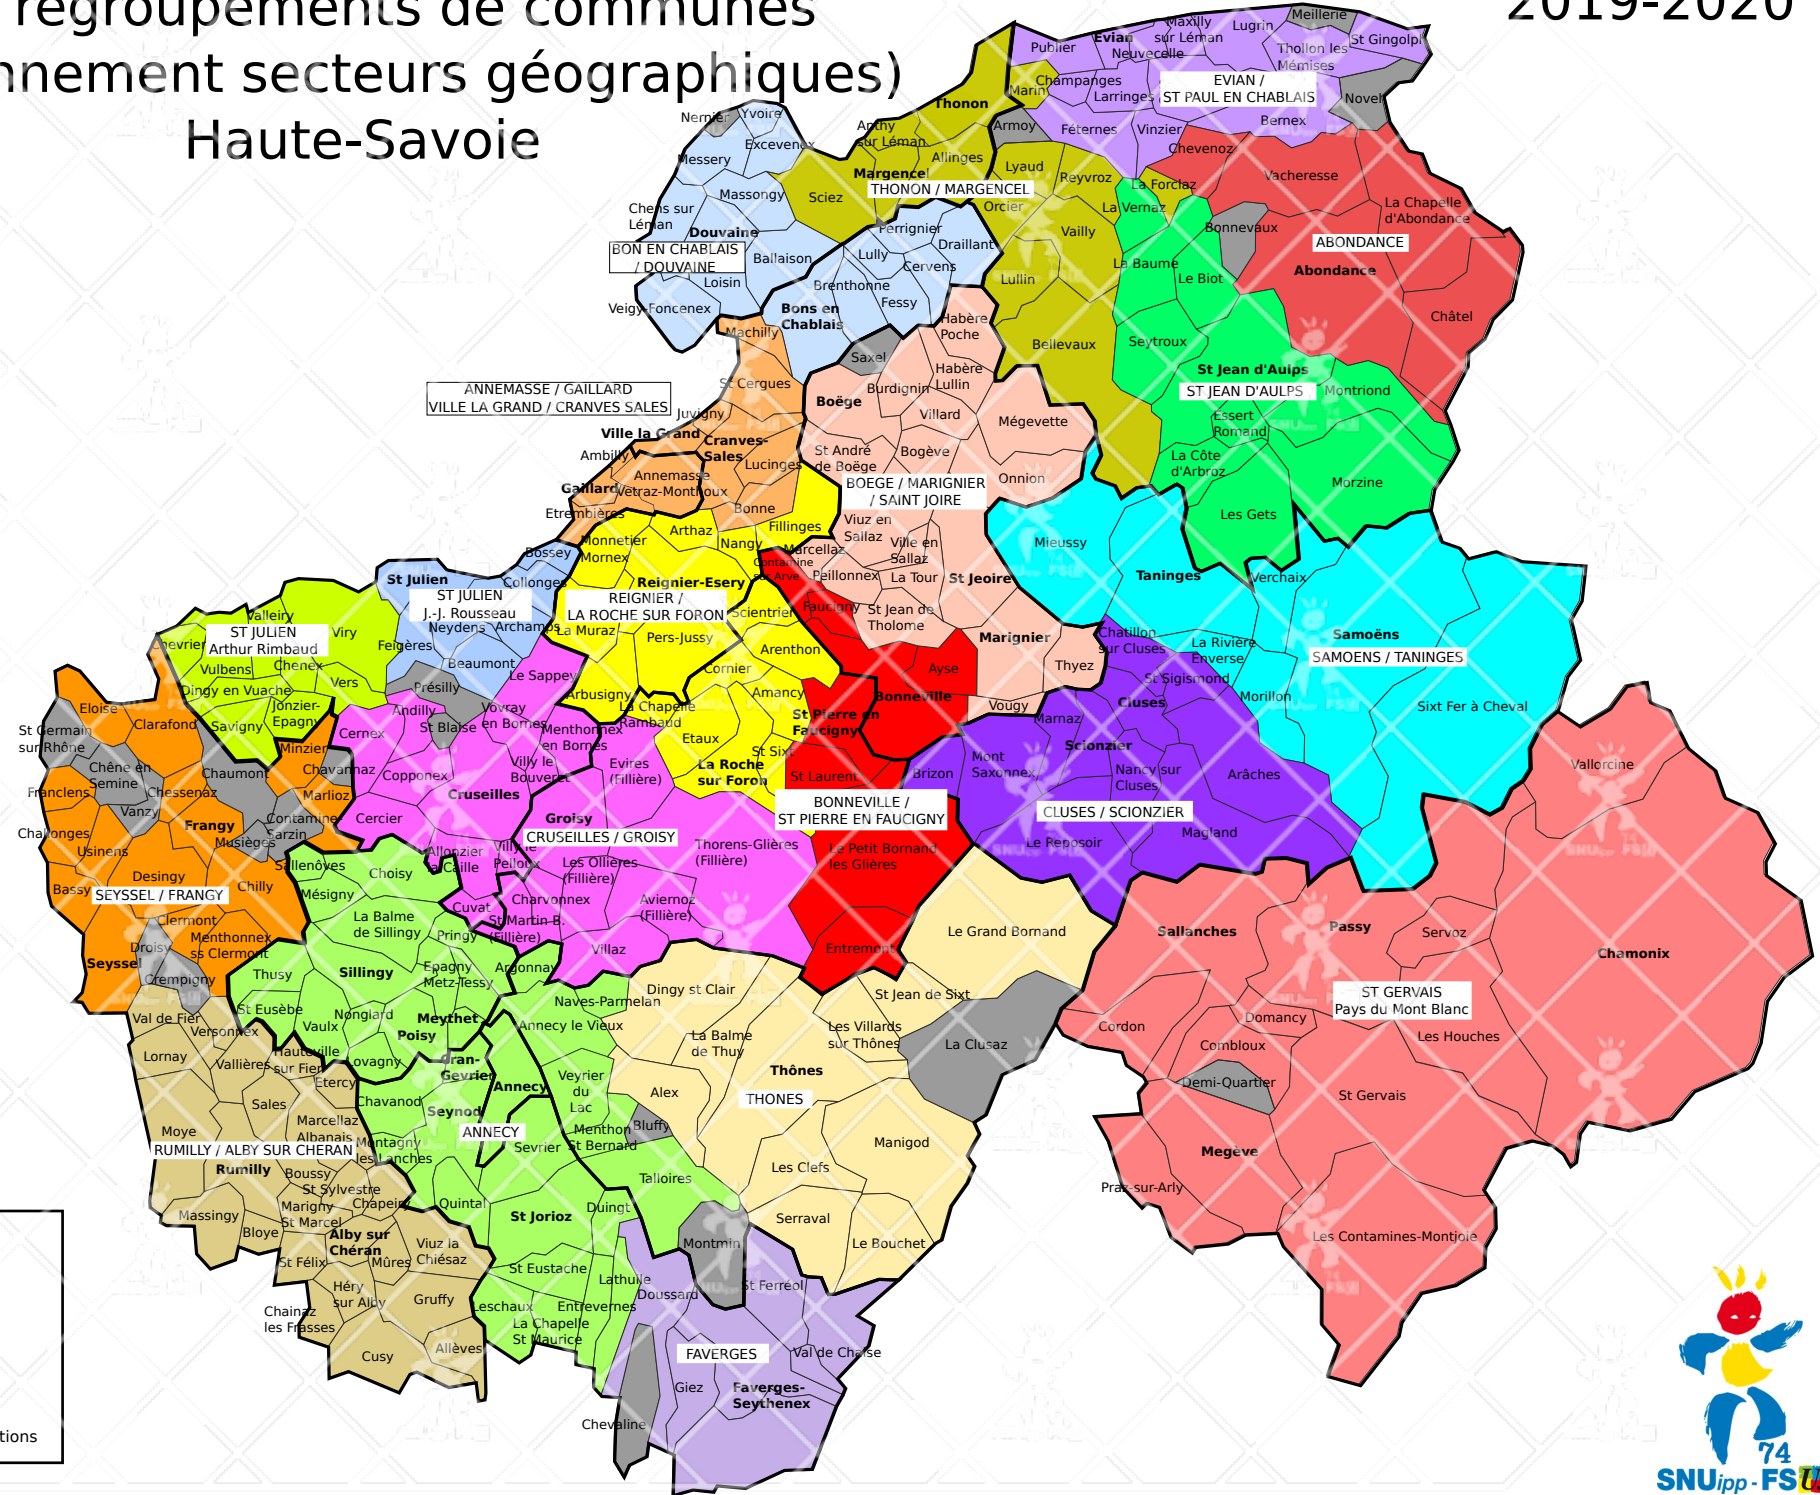 regroupements de communes
2019-2020
nnement secteurs géographiques)
Haute-Savoie
Meillerie
Maxilly
sur Léman
Lugrin
Evian
Publier
Neuvecelle
St Gingolph
Thollon les
Mémises
Champanges
Marin
Larringes
EVIAN /
ST PAUL EN CHABLAIS
Novel
Bernex
Thonon
Armoy
Féternes
Vinzier
Chevenoz
Nernier
Yvoire
Excevenex
Messery
Massongy
Anthy
sur Léman
Allinges
Margencel
THONON / MARGENCEL
Sciez
Lyaud
Reyvroz
La Forclaz
La Vernaz
Orcier
Vailly
Vacheresse
La Chapelle
d'Abondance
Bonnevaux
ABONDANCE
Abondance
Châtel
Chens sur
Léman
Douvaine
BON EN CHABLAIS
/ DOUVAINE
Ballaison
Loisin
Veigy-Foncenex
Perrignier
Draillant
Lully
Cervens
Brenthonne
Fessy
Bons en
Chablais
Lullin
La Baume
Le Biot
Bellevaux
Seytroux
St Jean d'Aulps
ST JEAN D'AULPS
Montriond
Essert
Romand
La Côte
d'Arbroz
Morzine
Les Gets
Machilly
Saxel
Habère
Poche
Habère
Lullin
Burdignin
Boëge
Villard
Mégevette
St André
de Boëge
Bogève
Onnion
BOEGE / MARIGNIER
/ SAINT JOIRE
St Cergues
ANNEMASSE / GAILLARD
VILLE LA GRAND / CRANVES SALES
Juvigny
Ville la Grand
Cranves-
Sales
Ambilly
Lucinges
Annemasse
Vetraz-Monthoux
Gaillard
Bonne
Etrembières
Fillinges
Arthaz
Nangy
Monnetier
Mornex
Viuz en
Sallaz
Ville en
Sallaz
Marcellaz
Contamine
sur Arve
Peillonnex
La Tour
St Jeoire
Faucigny
St Jean de
Tholome
Marignier
Thyez
Mieussy
Taninges
Verchaix
Samoëns
SAMOENS / TANINGES
La Rivière
Enverse
Morillon
Sixt Fer à Cheval
Bossey
St Julien
Collonges
ST JULIEN
J.-J. Rousseau
Neydens
Archamps
Feigères
Beaumont
Reignier-Esery
REIGNIER /
LA ROCHE SUR FORON
Scientrier
La Muraz
Pers-Jussy
Arenthon
Cornier
Arbusigny
Amancy
La Chapelle
Rambaud
Etaux
St Sixt
La Roche
sur Foron
Valleiry
Viry
Chevrier
ST JULIEN
Arthur Rimbaud
Vulbens
Chenex
Dingy en Vuache
Vers
Jonzier-
Epagny
Savigny
Présilly
Le Sappey
Andilly
St Blaise
Vovray
en Bornes
Menthonnex
en Bornes
Cernex
Copponex
Villy le
Bouveret
Evires
(Fillière)
Cruseilles
Cercier
Groisy
CRUSEILLES / GROISY
Allonzier
la Caille
Villy le
Pelloux
Les Ollières
(Fillière)
Thorens-Glières
(Fillière)
Cuvat
Charvonnex
Aviernoz
(Fillière)
St Martin B.
(Fillière)
Villaz
Ayse
Bonneville
Vougy
St Pierre en
Faucigny
St Laurent
Brizon
BONNEVILLE /
ST PIERRE EN FAUCIGNY
Le Petit Bornand
les Glières
Entremont
Chatillon
sur Cluses
St Sigismond
Cluses
Marnaz
Scionzier
Mont
Saxonnex
Nancy sur
Cluses
Arâches
CLUSES / SCIONZIER
Magland
Le Reposoir
Eloise
Clarafond
St Germain
sur Rhône
Minzier
Chêne en
Semine
Chaumont
Chavannaz
Franclens
Chessenaz
Marlioz
Vanzy
Frangy
Contamine-
Sarzin
Challonges
Musièges
Usinens
Desingy
Bassy
SEYSSEL / FRANGY
Chilly
Clermont
Droisy
Menthonnex
ss Clermont
Seyssel
Crempigny
Sallenôves
Choisy
Mésigny
La Balme
de Sillingy
Pringy
Thusy
Sillingy
Epagny
Metz-Tessy
Argonnay
St Eusèbe
Nonglard
Vaulx
Meythet
Poisy
Lovagny
Naves-Parmelan
Annecy le Vieux
Cran-
Gevrier
Annecy
Veyrier
du
Lac
Chavanod
Seynod
ANNECY
Menthon
St Bernard
Sevrier
Bluffy
Montagny
les Lanches
Talloires
Quintal
St Jorioz
Duingt
St Eustache
Lathuile
Leschaux
Entrevernes
La Chapelle
St Maurice
Val de Fier
Versonnex
Lornay
Vallières
Hauteville
sur Fier
Etercy
Sales
Moye
Marcellaz
Albanais
RUMILLY / ALBY SUR CHERAN
Rumilly
Boussy
St Sylvestre
Marigny
St Marcel
Chapeiry
Massingy
Bloye
Alby sur
Chéran
St Félix
Mûres
Viuz la
Chiésaz
Héry
sur Alby
Gruffy
Chainaz
les Frasses
Cusy
Allèves
Le Grand Bornand
Dingy st Clair
St Jean de Sixt
La Balme
de Thuy
Les Villards
sur Thônes
La Clusaz
Thônes
Alex
THONES
Manigod
Les Clefs
Serraval
Le Bouchet
Montmin
Doussard
St Ferréol
FAVERGES
Val de Chaise
Giez
Faverges-
Seythenex
Chevaline
Vallorcine
Sallanches
Passy
Servoz
Chamonix
ST GERVAIS
Pays du Mont Blanc
Cordon
Domancy
Les Houches
Combloux
Demi-Quartier
St Gervais
Megève
Praz-sur-Arly
Les Contamines-Montjoie
tions
74
SNUipp - FSU